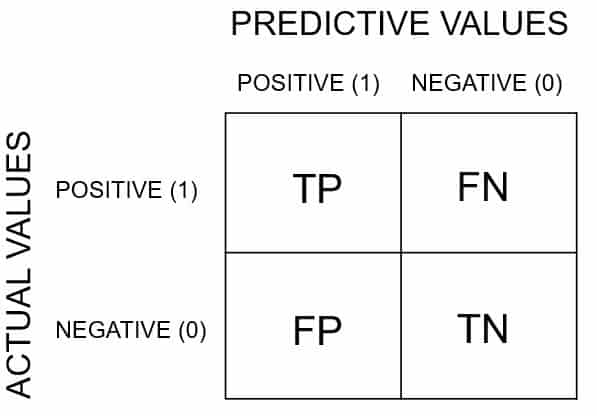 PREDICTIVE VALUES
POSITIVE (1) NEGATIVE (0)
ACTUAL VALUES
POSITIVE (1) TP FN
NEGATIVE (0) FP TN